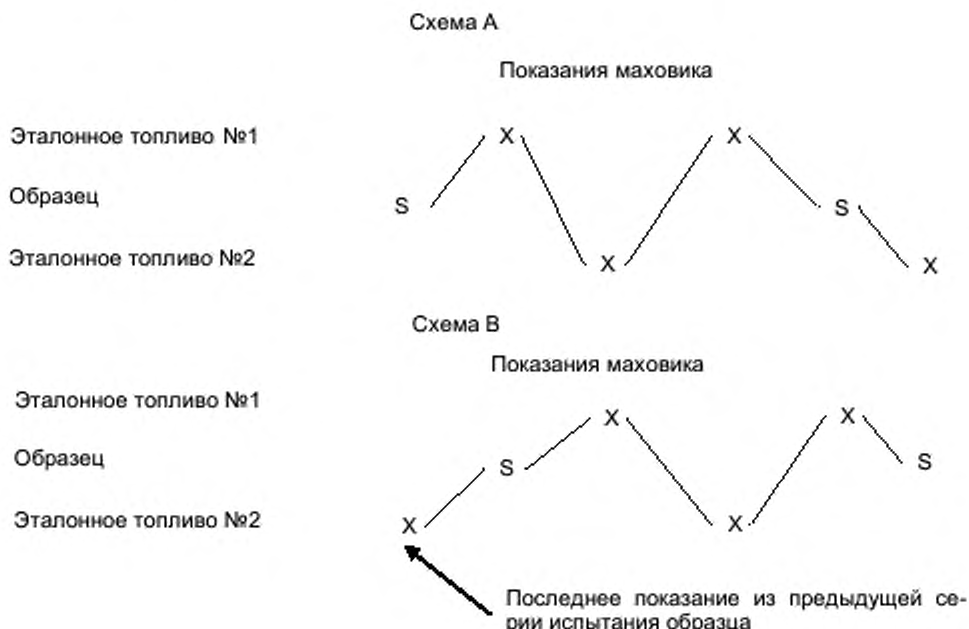 Схема А
Показания маховика
Эталонное топливо №1
X X
Образец
S S
Эталонное топливо №2
X X
Схема В
Показания маховика
Эталонное топливо №1
X X
Образец
S S
Эталонное топливо №2
X X
Последнее показание из предыдущей се-
рии испытания образца